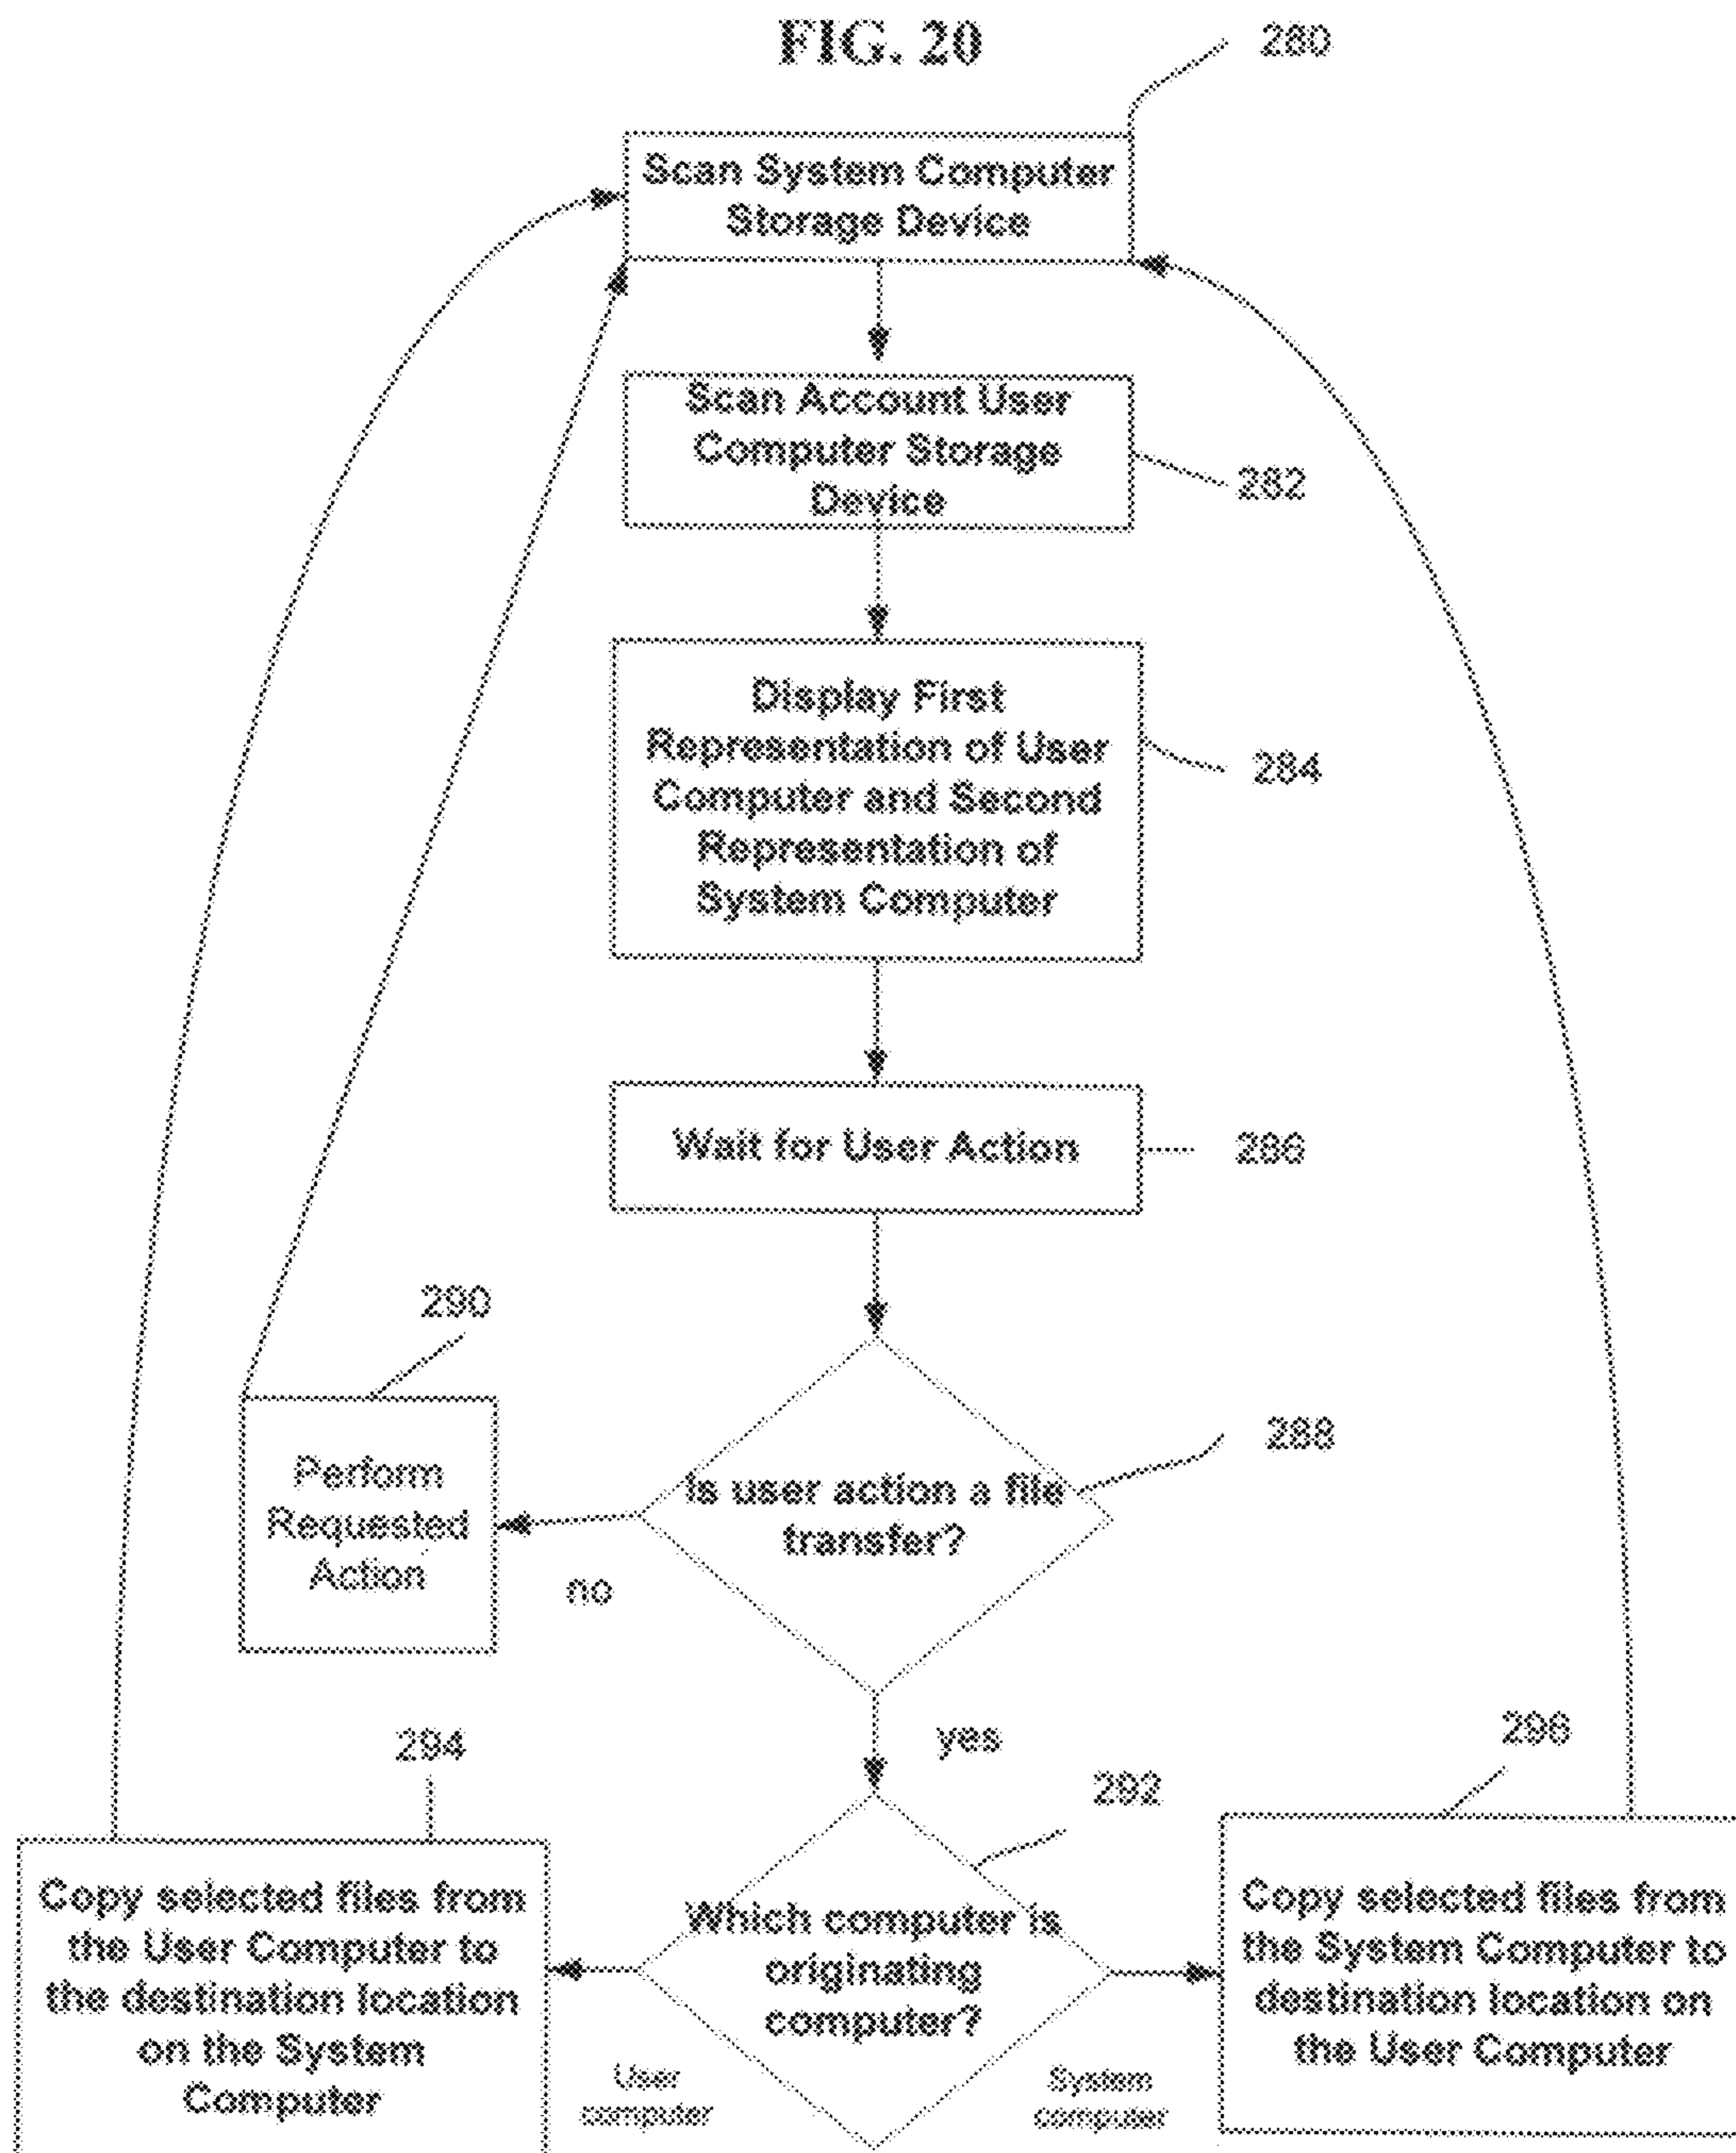 FIG. 20
280
Scan System Computer
Storage Device
Scan Account User
Computer Storage
Device
282
Display First
Representation of User
Computer and Second
Representation of
System Computer
284
Wait for User Action
286
290
288
Perform
Requested
Action
Is user action a file
transfer?
no
yes
294
292
296
Copy selected files from
the User Computer to
the destination location
on the System
Computer
Which computer is
originating
computer?
Copy selected files from
the System Computer to
destination location on
the User Computer
User
computer
System
computer